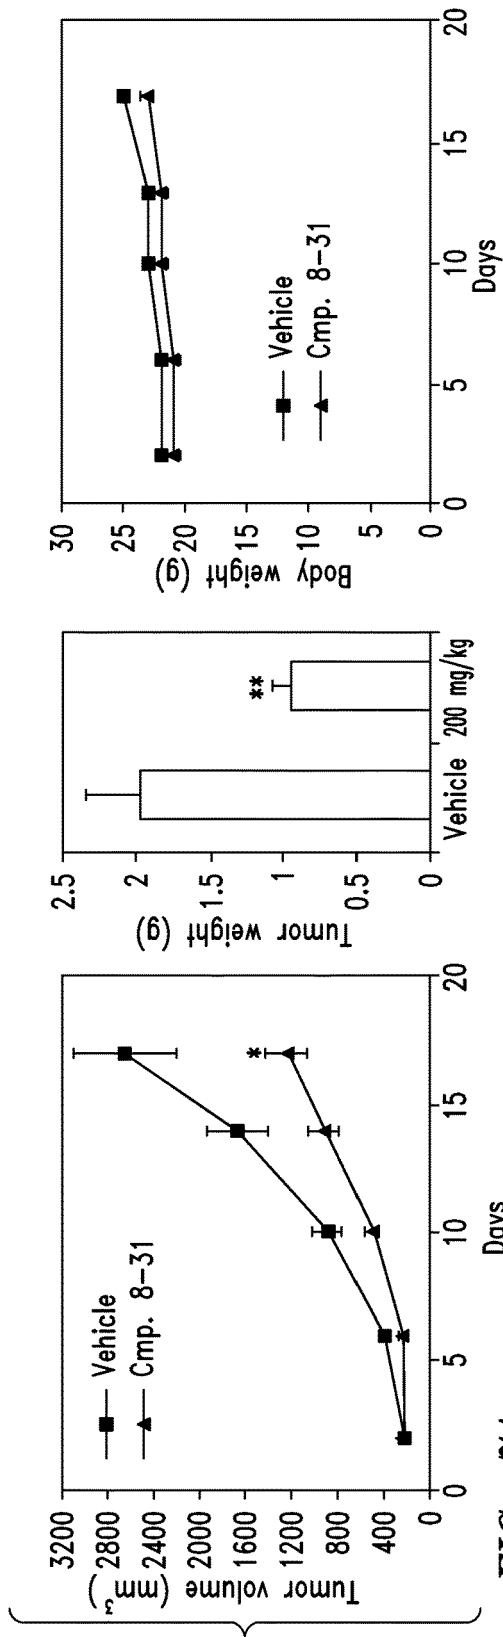 Tumor volume (mm³)
3200
2800
2400
2000
1600
1200
800
400
0
0 5 10 15 20
Days
Vehicle
Cmp. 8-31
*
Tumor weight (g)
2.5
2
1.5
1
0.5
0
Vehicle 200 mg/kg
**
Body weight (g)
30
25
20
15
10
5
0
0 5 10 15 20
Days
Vehicle
Cmp. 8-31